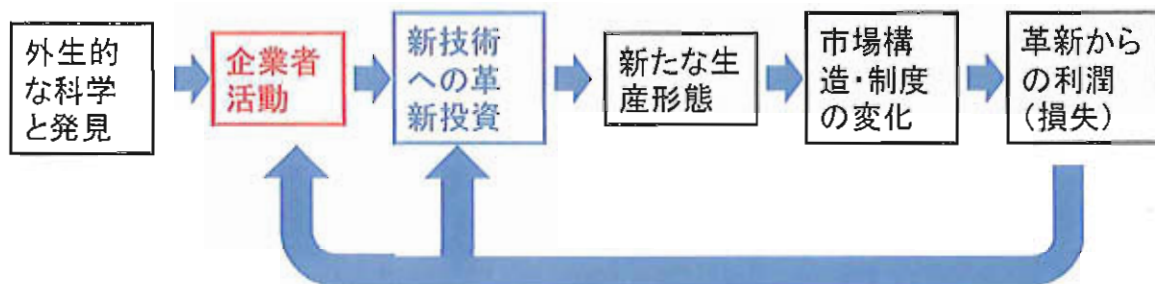 外生的
な科学
と発見
企業者
活動
新技術
への革
新投資
新たな生
産形態
市場構
造・制度
の変化
革新から
の利潤
(損失)